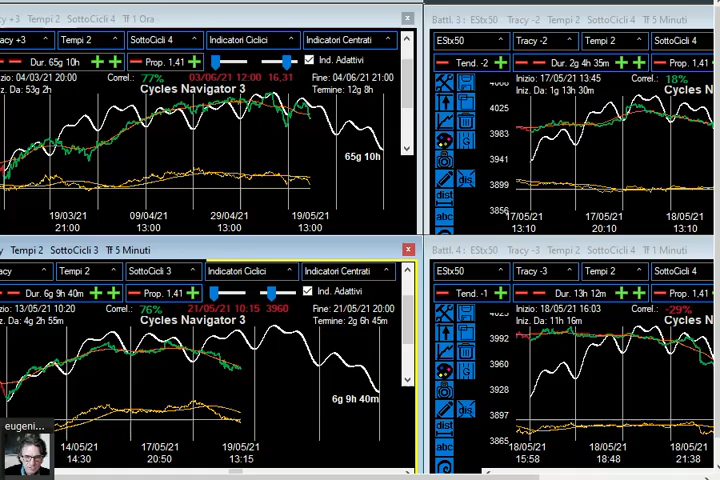 racy +3 Tempi 2 SottoCicli 4 Tf 1 Ora
racy +3 ^ Tempi 2 ^ SottoCicli 4 ^ Indicatori Ciclici ^ Indicatori Centrati ^
Dur. 65g 10h Prop. 1,41 Ind. Adattivi
izio: 04/03/21 20:00 Correl.: 77% 03/06/21 12:00 16,31 Fine: 04/06/21 21:00
iz. Da: 53g 2h Cycles Navigator 3 Termine: 12g 8h
65g 10h
19/03/21 09/04/21 29/04/21 19/05/21
21:00 13:00 13:00 13:00
Battil. 3 : EStx50 Tracy -2 Tempi 2 SottoCicli 4 Tf 5 Minuti
EStx50 ^ Tracy -2 ^ Tempi 2 ^ SottoCicli 4
Tend. -2 Dur. 2g 4h 35m Prop.
Inizio: 17/05/21 13:45 Correl.: 18%
Iniz. Da: 1g 13h 30m Cycles N
4025
3983
3941
3899
3856
dis
dist
abc
17/05/21 17/05/21 18/05/21
13:10 20:10 13:10
cy Tempi 2 SottoCicli 3 Tf 5 Minuti
racy ^ Tempi 2 ^ SottoCicli 3 ^ Indicatori Ciclici ^ Indicatori Centrati ^
Dur. 6g 9h 40m Prop. 1,41 Ind. Adattivi
zio: 13/05/21 10:20 Correl.: 76% 21/05/21 10:15 3960 Fine: 21/05/21 20:00
iz. Da: 4g 2h 55m Cycles Navigator 3 Termine: 2g 6h 45m
6g 9h 40m
14/05/21 17/05/21 19/05/21
14:30 20:50 13:15
eugeni...
Battil. 4 : EStx50 Tracy -3 Tempi 2 SottoCicli 4 Tf 1 Minuti
EStx50 ^ Tracy -3 ^ Tempi 2 ^ SottoCicli 4
Tend. -1 Dur. 13h 12m Prop.
Inizio: 18/05/21 16:03 Correl.: -29%
Iniz. Da: 11h 16m Cycles N
3992
3960
3928
3897
3865
dis
dist
abc
18/05/21 18/05/21 18/05/21
15:58 18:48 21:38